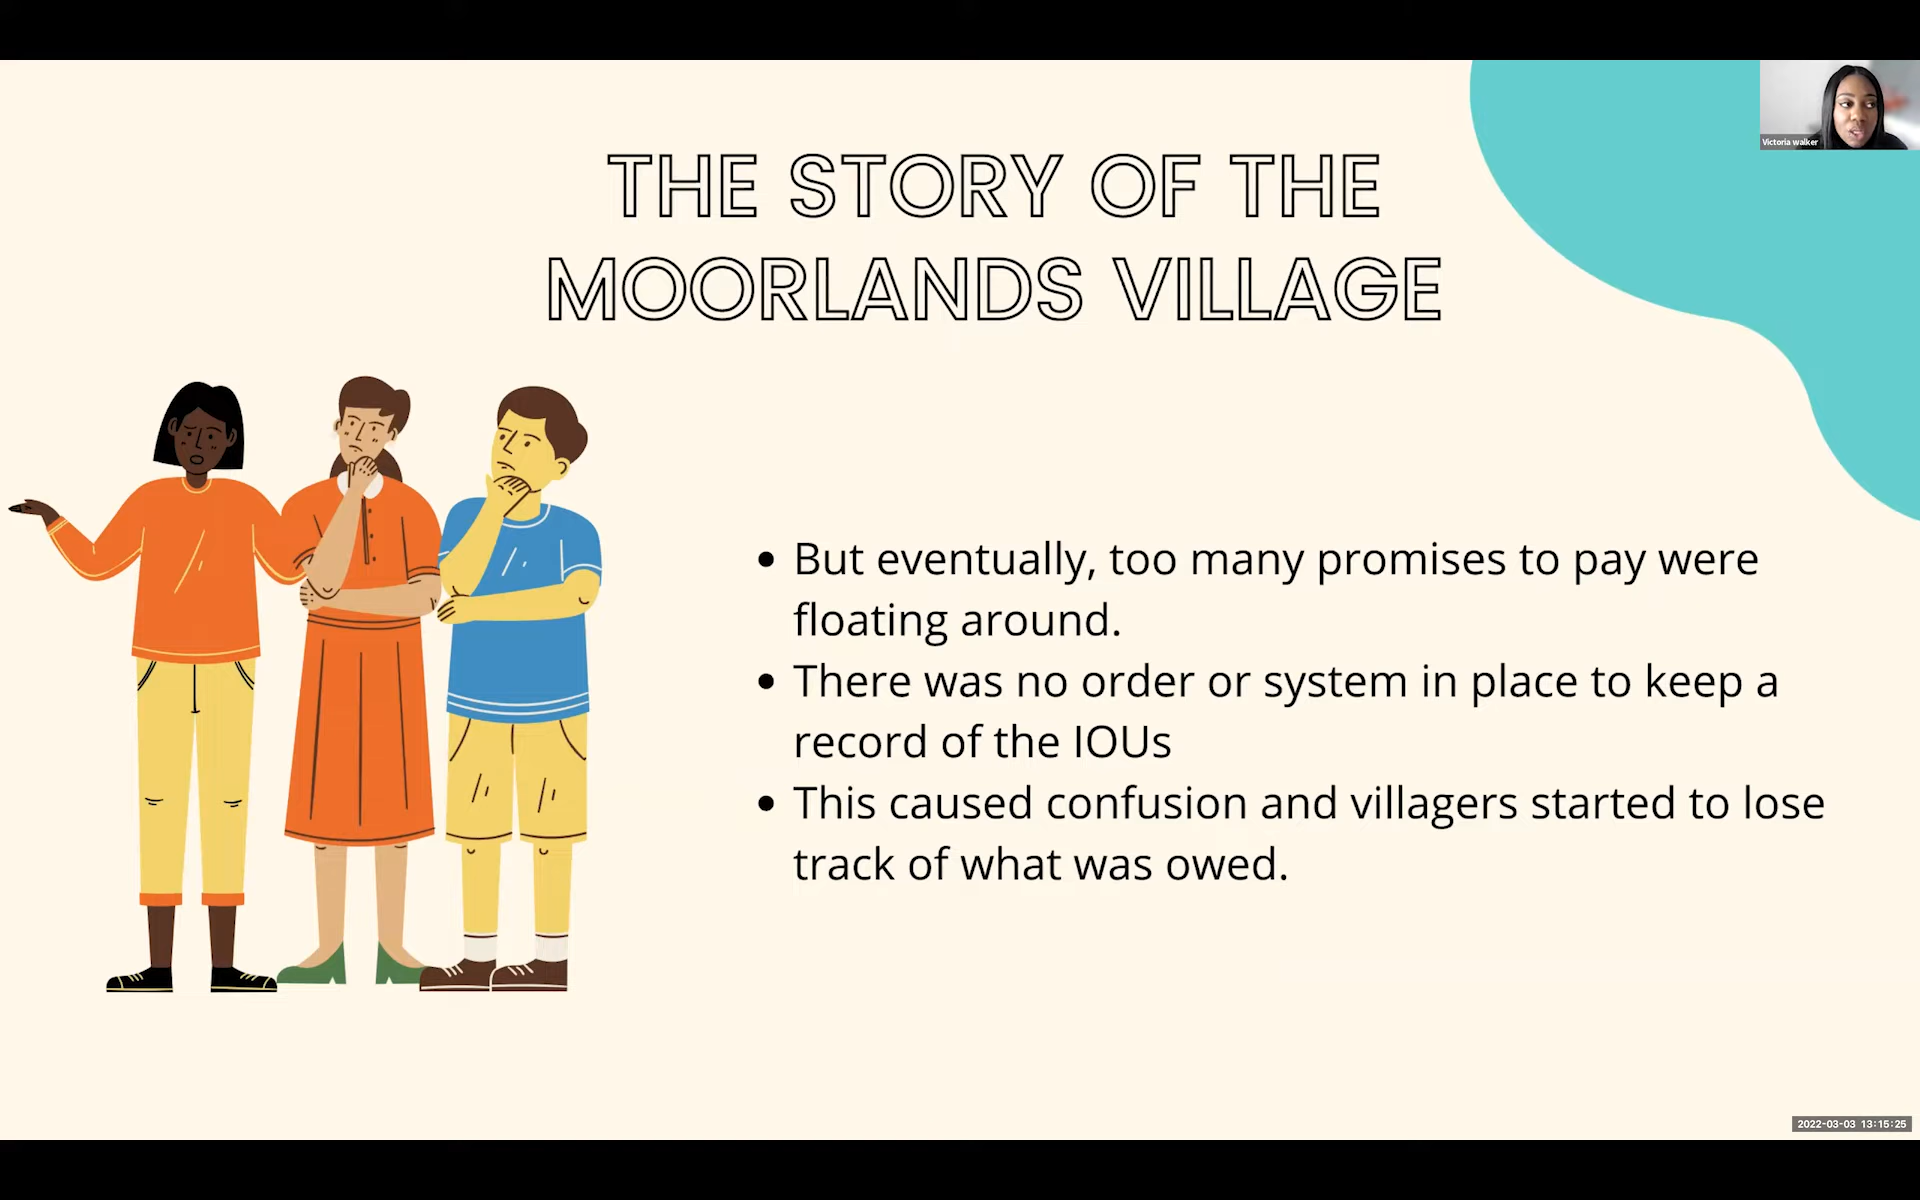 THE STORY OF THE
MOORLANDS VILLAGE
Victoria walker
• But eventually, too many promises to pay were
floating around.
• There was no order or system in place to keep a
record of the IOUs
• This caused confusion and villagers started to lose
track of what was owed.
2022-03-03 13:15:25